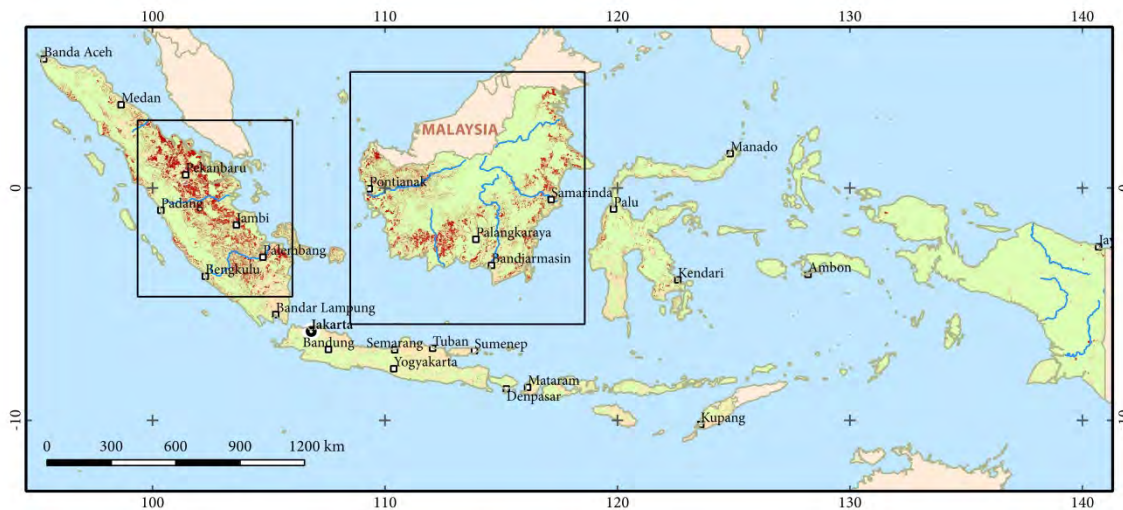 100 110 120 130 140
Banda Aceh
Medan
MALAYSIA
Manado
Pekanbaru
0 0
Pontianak
Samarinda
Padang
Palu
Jambi
Palangkaraya
Palembang
Bengkulu
Banjarmasin
Kendari
Ambon
Jay
Bandar Lampung
Jakarta
Bandung
Semarang
Tuban
Sumenep
Yogyakarta
Mataram
Denpasar
Kupang
-10 -10
0 300 600 900 1200 km
100 110 120 130 140